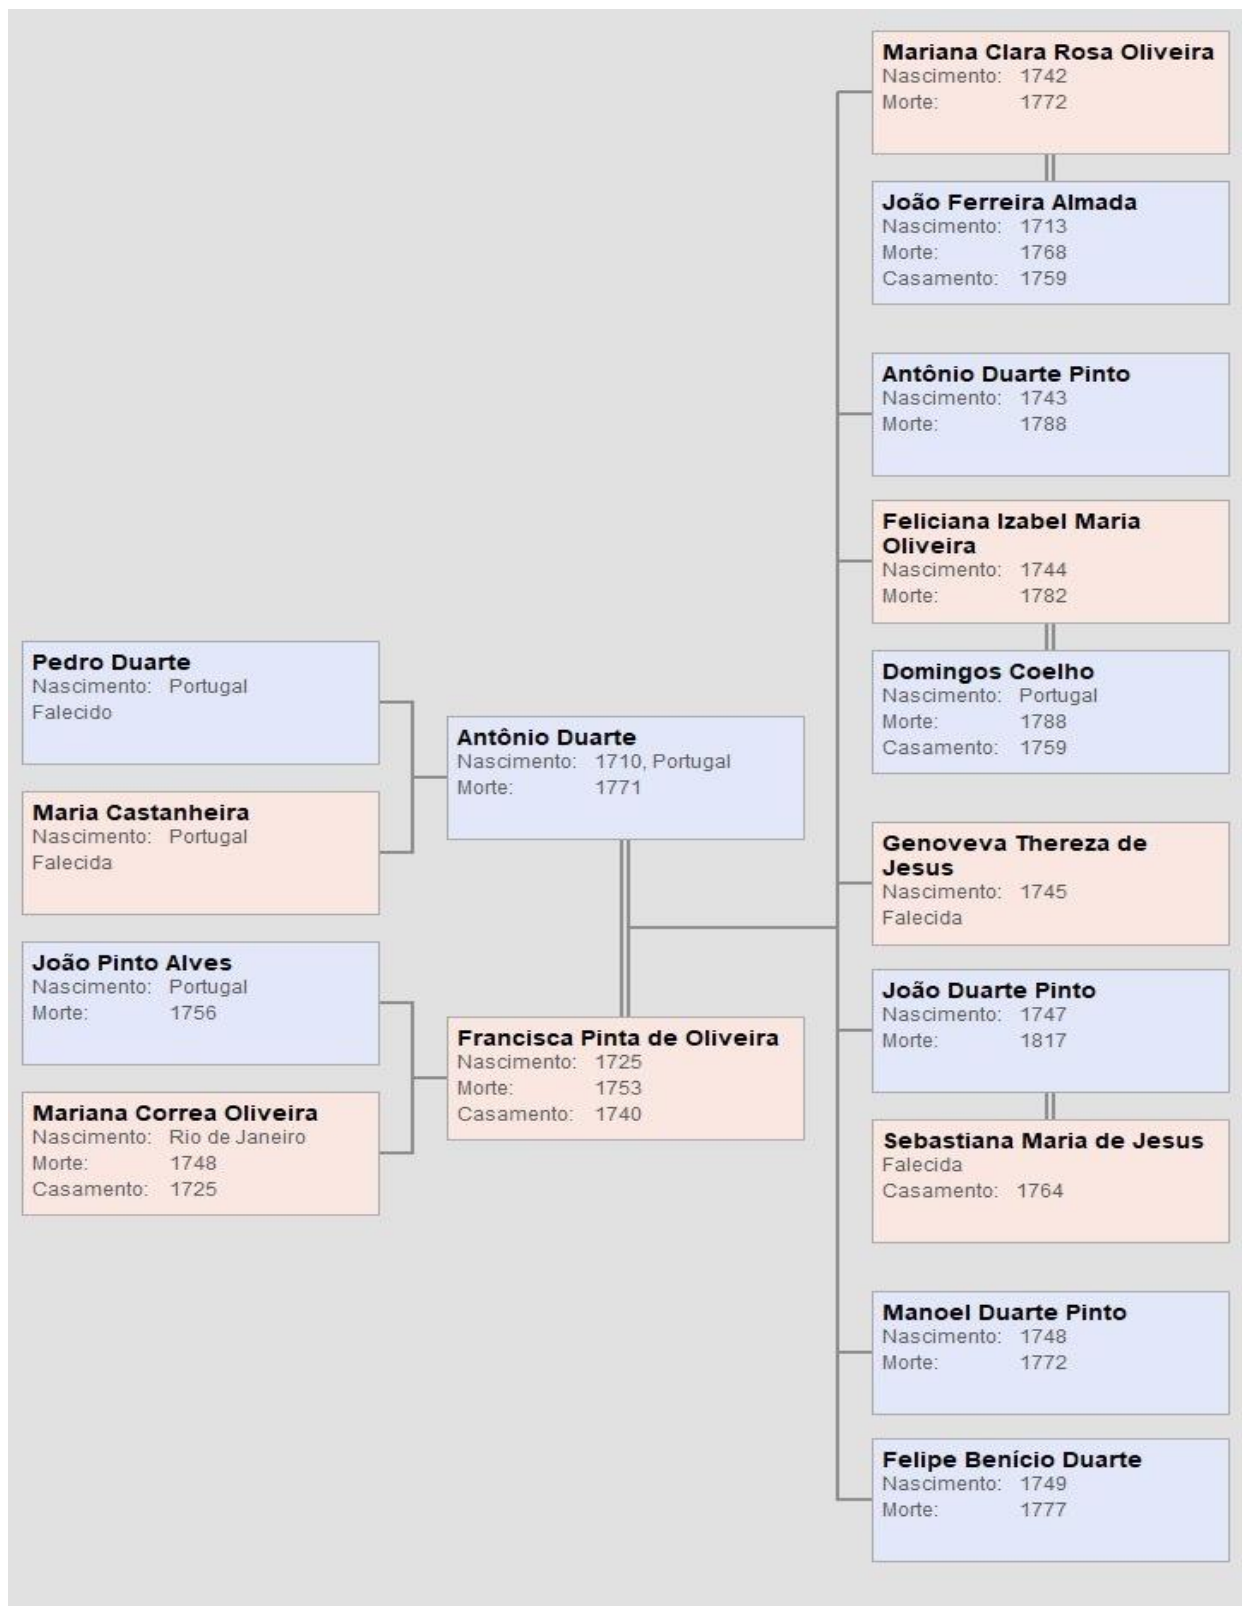 Pedro Duarte
Nascimento: Portugal
Falecido
Maria Castanheira
Nascimento: Portugal
Falecida
João Pinto Alves
Nascimento: Portugal
Morte: 1756
Mariana Correa Oliveira
Nascimento: Rio de Janeiro
Morte: 1748
Casamento: 1725
Antônio Duarte
Nascimento: 1710, Portugal
Morte: 1771
Francisca Pinta de Oliveira
Nascimento: 1725
Morte: 1753
Casamento: 1740
Mariana Clara Rosa Oliveira
Nascimento: 1742
Morte: 1772
João Ferreira Almada
Nascimento: 1713
Morte: 1768
Casamento: 1759
Antônio Duarte Pinto
Nascimento: 1743
Morte: 1788
Feliciana Izabel Maria
Oliveira
Nascimento: 1744
Morte: 1782
Domingos Coelho
Nascimento: Portugal
Morte: 1788
Casamento: 1759
Genoveva Thereza de
Jesus
Nascimento: 1745
Falecida
João Duarte Pinto
Nascimento: 1747
Morte: 1817
Sebastiana Maria de Jesus
Falecida
Casamento: 1764
Manoel Duarte Pinto
Nascimento: 1748
Morte: 1772
Felipe Benício Duarte
Nascimento: 1749
Morte: 1777